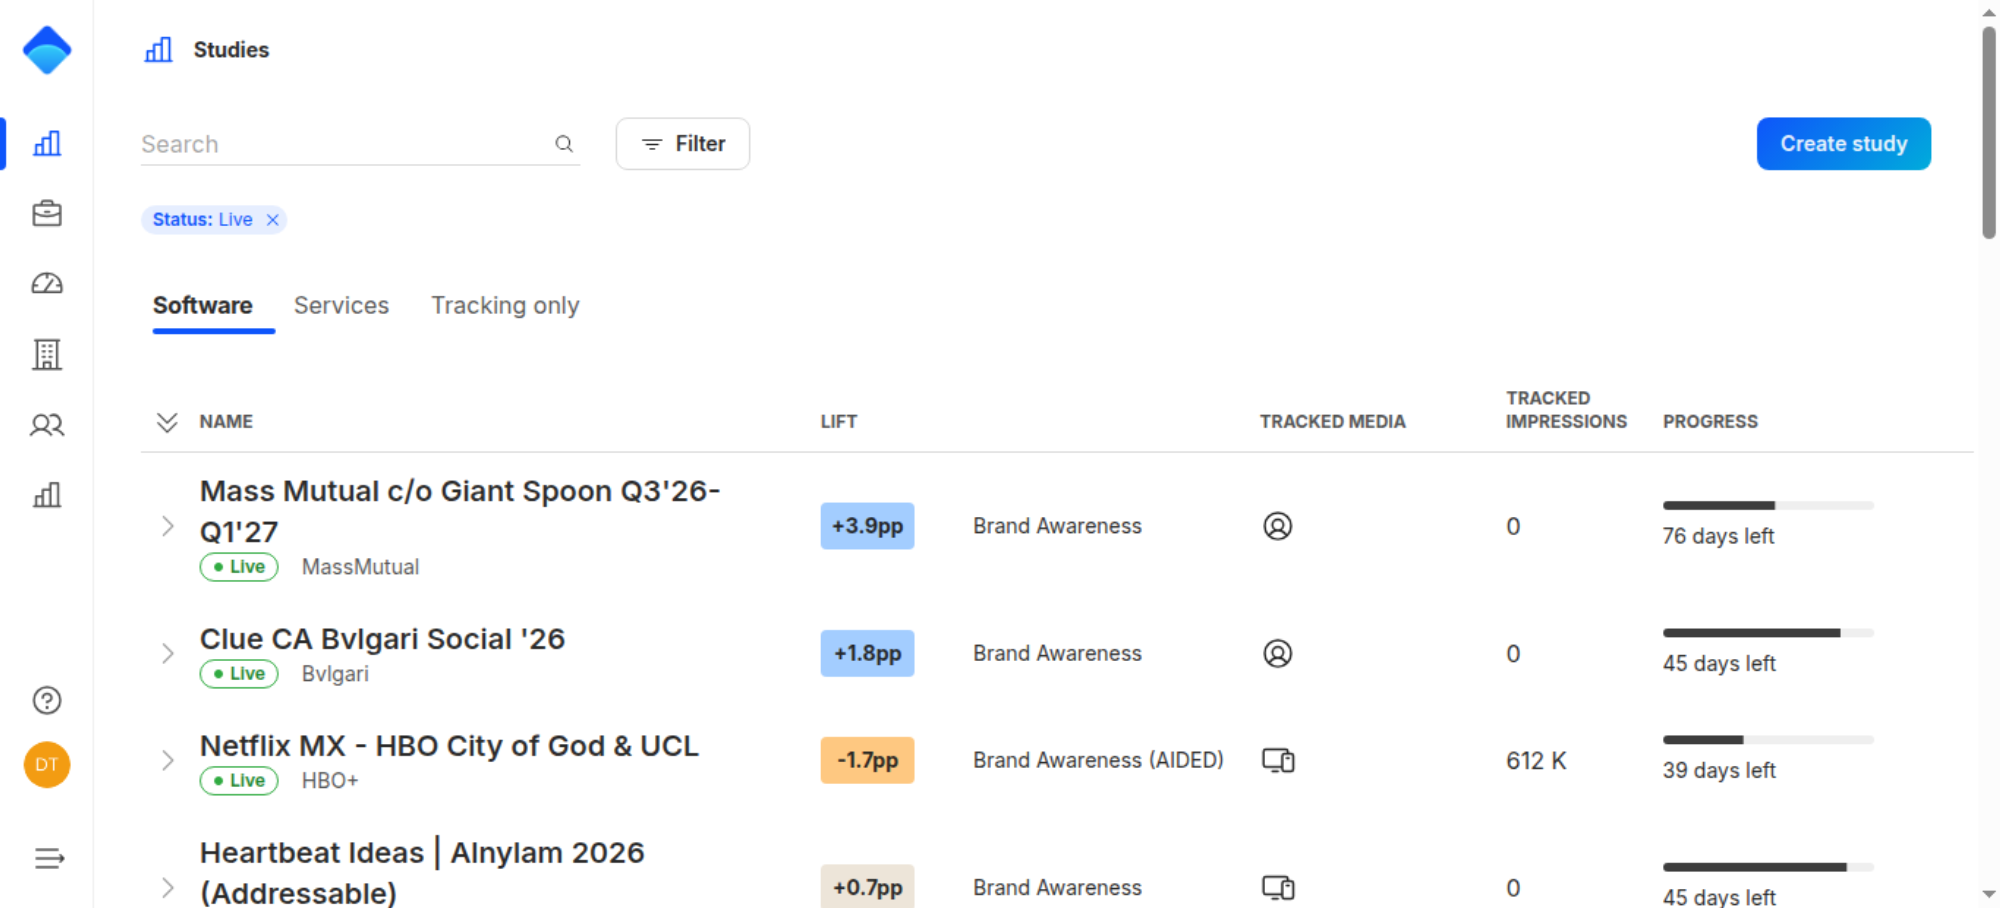 Studies
Search
Filter
Create study
Status: Live
Software Services Tracking only
NAME LIFT TRACKED MEDIA TRACKED IMPRESSIONS PROGRESS
Mass Mutual c/o Giant Spoon Q3'26-
Q1'27
Live MassMutual
+3.9pp Brand Awareness 0 76 days left
Clue CA Bvlgari Social '26
Live Bvlgari
+1.8pp Brand Awareness 0 45 days left
Netflix MX - HBO City of God & UCL
Live HBO+
-1.7pp Brand Awareness (AIDED) 612 K 39 days left
Heartbeat Ideas | Alnylam 2026
(Addressable)
+0.7pp Brand Awareness 0 45 days left
DT